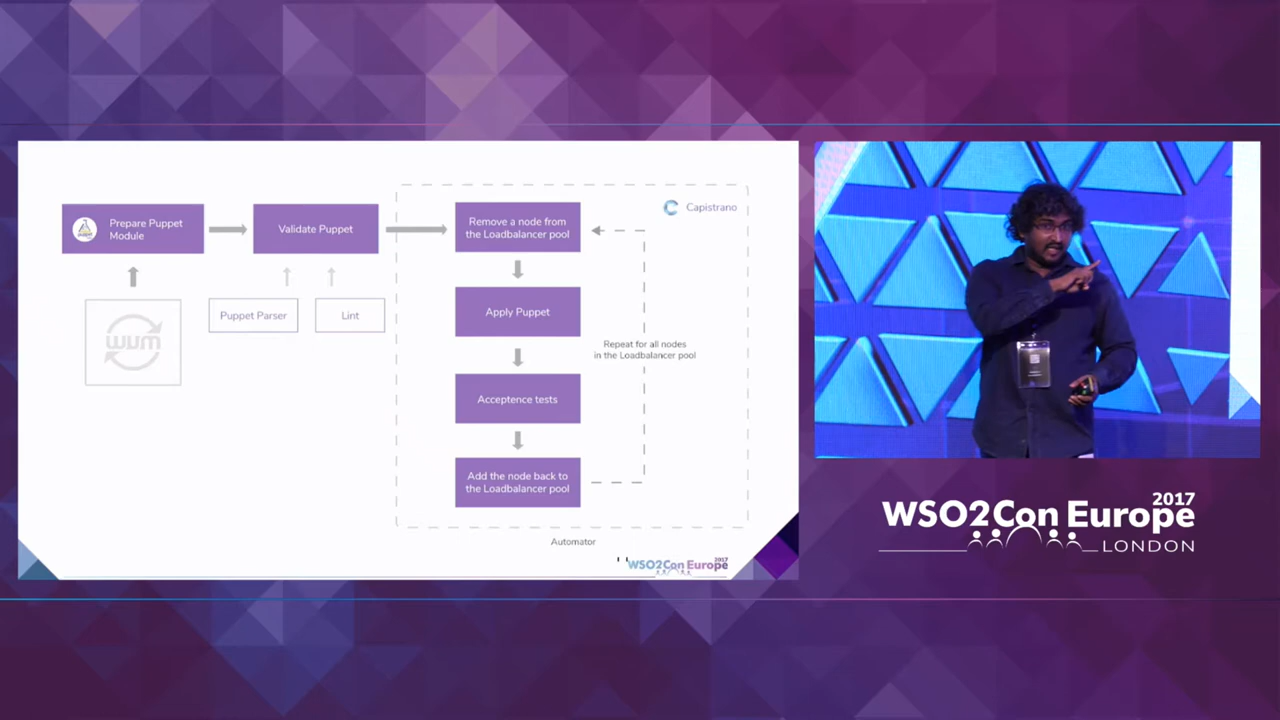 Prepare Puppet
Module
Validate Puppet
Remove a node from
the Loadbalancer pool
Capistrano
wum
Puppet Parser
Lint
Apply Puppet
Repeat for all nodes
in the Loadbalancer pool
Acceptence tests
Add the node back to
the Loadbalancer pool
Automator
2017
WSO2Con Europe
2017
WSO2Con Europe
LONDON